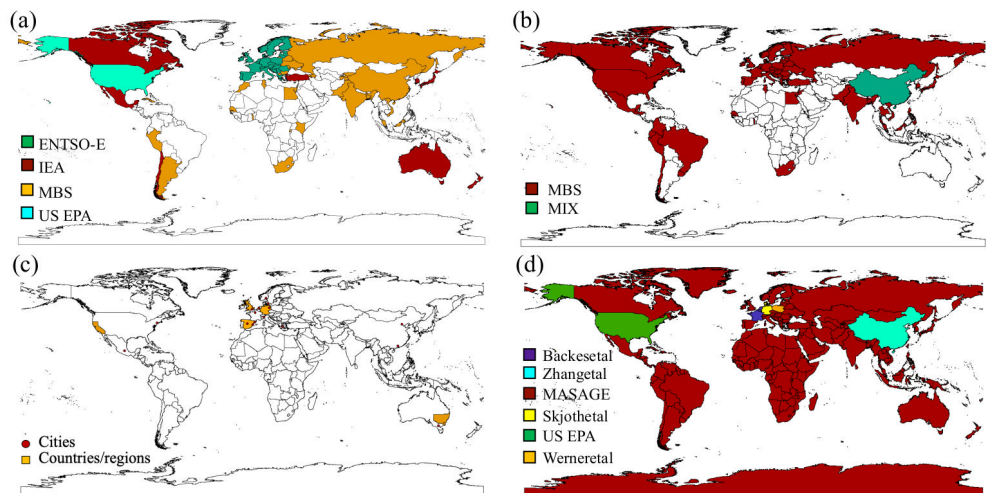 (a)
ENTSO-E
IEA
MBS
US EPA
(b)
MBS
MIX
(c)
Cities
Countries/regions
(d)
Backesetal
Zhangetal
MASAGE
Skjothetal
US EPA
Werneretal